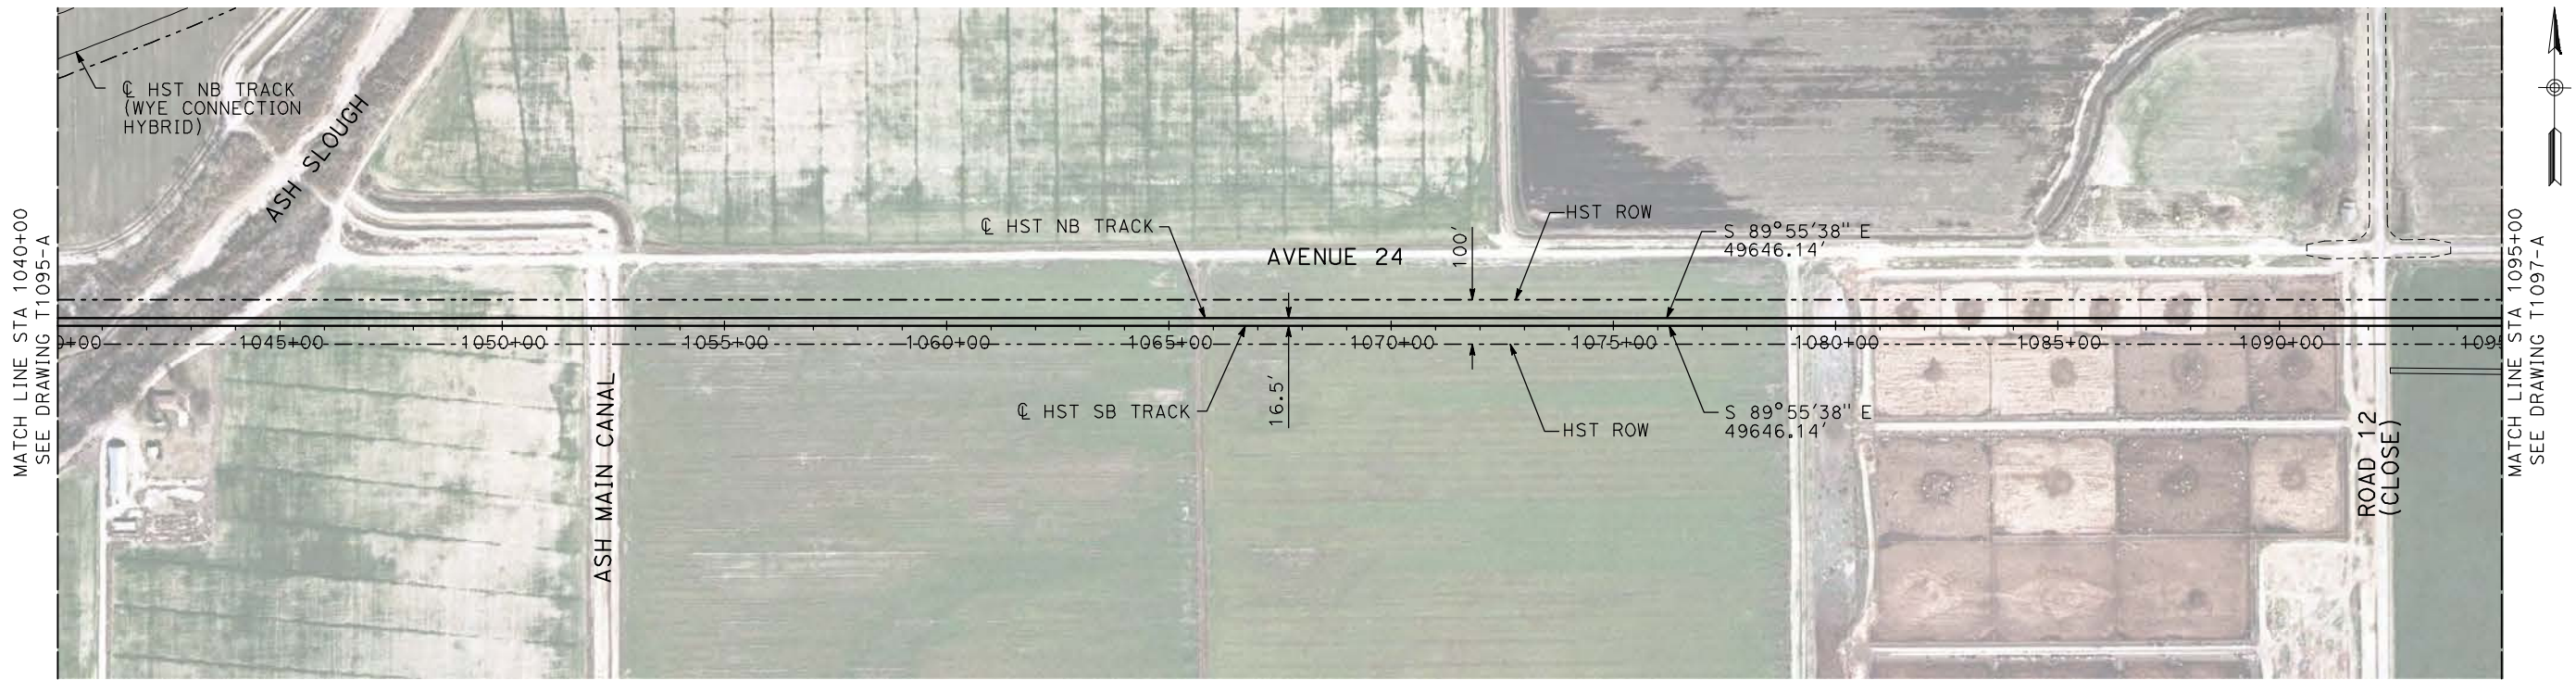 ℄ HST NB TRACK
(WYE CONNECTION
HYBRID)
ASH SLOUGH
MATCH LINE STA 1040+00
SEE DRAWING T1095-A
℄ HST NB TRACK
AVENUE 24
100'
HST ROW
S 89°55'38" E
49646.14'
MATCH LINE STA 1095+00
SEE DRAWING T1097-A
0+00
1045+00
1050+00
1055+00
1060+00
1065+00
1070+00
1075+00
1080+00
1085+00
1090+00
1095
ASH MAIN CANAL
℄ HST SB TRACK
16.5'
HST ROW
S 89°55'38" E
49646.14'
ROAD 12
(CLOSE)